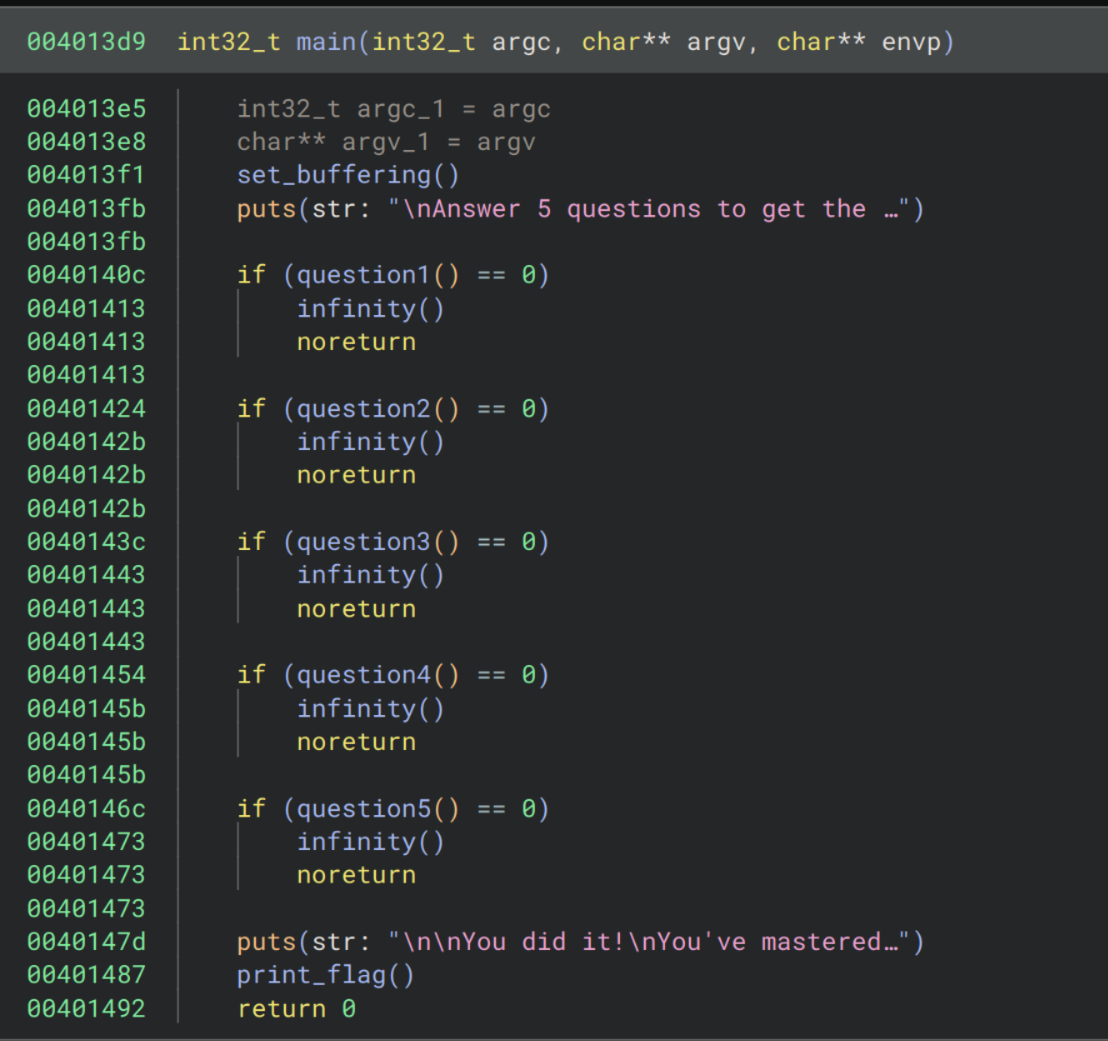 004013d9 int32_t main(int32_t argc, char** argv, char** envp)
004013e5 int32_t argc_1 = argc
004013e8 char** argv_1 = argv
004013f1 set_buffering()
004013fb puts(str: "\nAnswer 5 questions to get the …")
004013fb
0040140c if (question1() == 0)
00401413 infinity()
00401413 noreturn
00401413
00401424 if (question2() == 0)
0040142b infinity()
0040142b noreturn
0040142b
0040143c if (question3() == 0)
00401443 infinity()
00401443 noreturn
00401443
00401454 if (question4() == 0)
0040145b infinity()
0040145b noreturn
0040145b
0040146c if (question5() == 0)
00401473 infinity()
00401473 noreturn
00401473
0040147d puts(str: "\n\nYou did it!\nYou've mastered…")
00401487 print_flag()
00401492 return 0